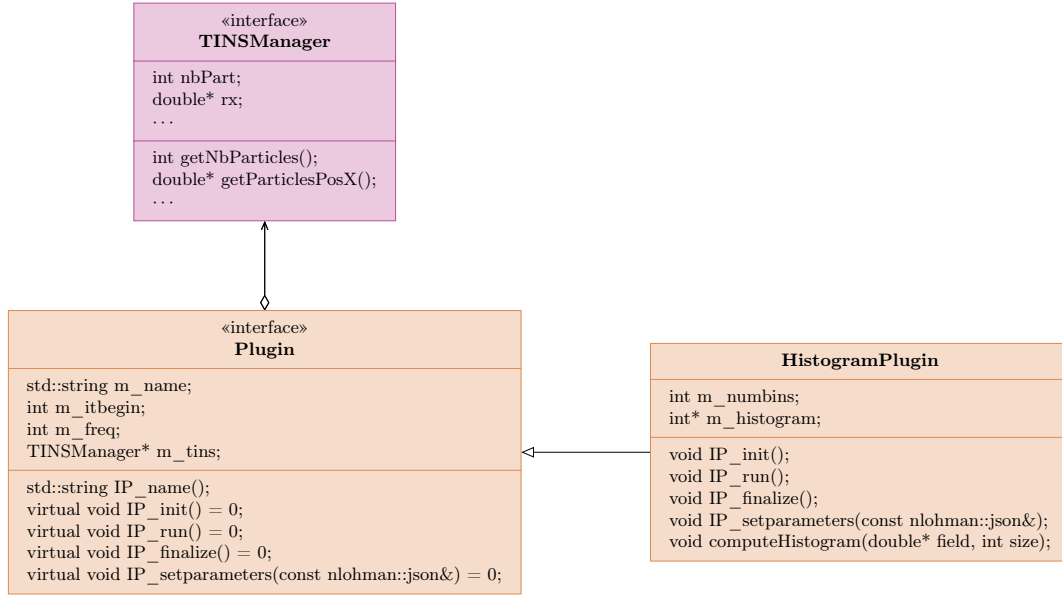 «interface»
TINSManager
int nbPart;
double* rx;
...
int getNbParticles();
double* getParticlesPosX();
...
«interface»
Plugin
std::string m_name;
int m_itbegin;
int m_freq;
TINSManager* m_tins;
std::string IP_name();
virtual void IP_init() = 0;
virtual void IP_run() = 0;
virtual void IP_finalize() = 0;
virtual void IP_setparameters(const nlohman::json&) = 0;
HistogramPlugin
int m_numbins;
int* m_histogram;
void IP_init();
void IP_run();
void IP_finalize();
void IP_setparameters(const nlohman::json&);
void computeHistogram(double* field, int size);